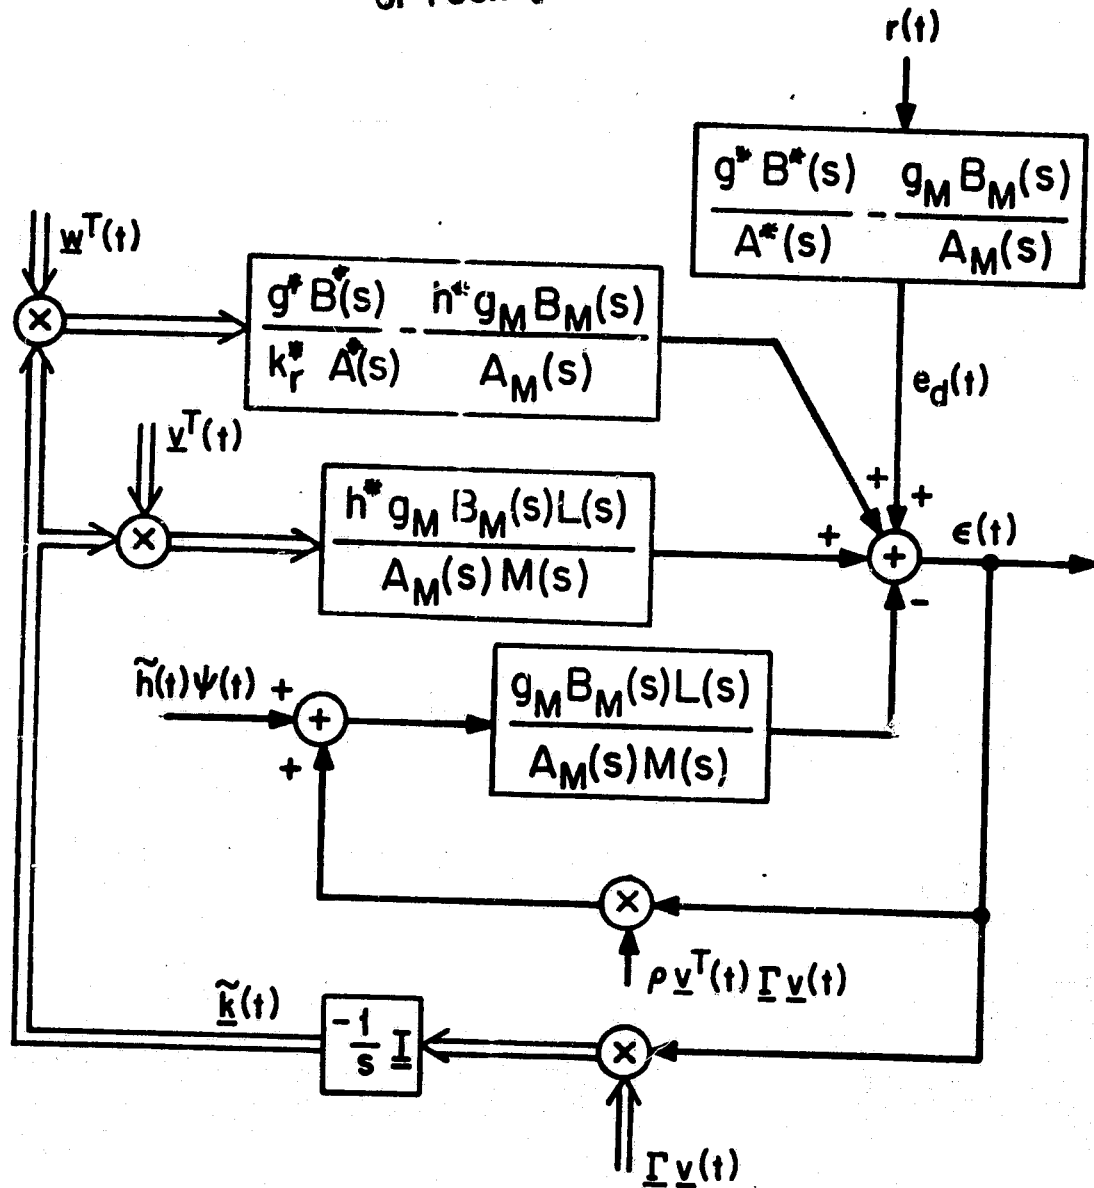 r(t)
g* B*(s) / A*(s) - g_M B_M(s) / A_M(s)
w^T(t)
×
g* B*(s) / k_r* A*(s) - h* g_M B_M(s) / A_M(s)
e_d(t)
v^T(t)
×
h* g_M B_M(s) L(s) / A_M(s) M(s)
+ + +
+
ϵ(t)
-
h̃(t)ψ(t)
+
+
+
g_M B_M(s) L(s) / A_M(s) M(s)
×
ρ v^T(t) Γ v(t)
k̃(t)
-1/s I
×
Γ v(t)